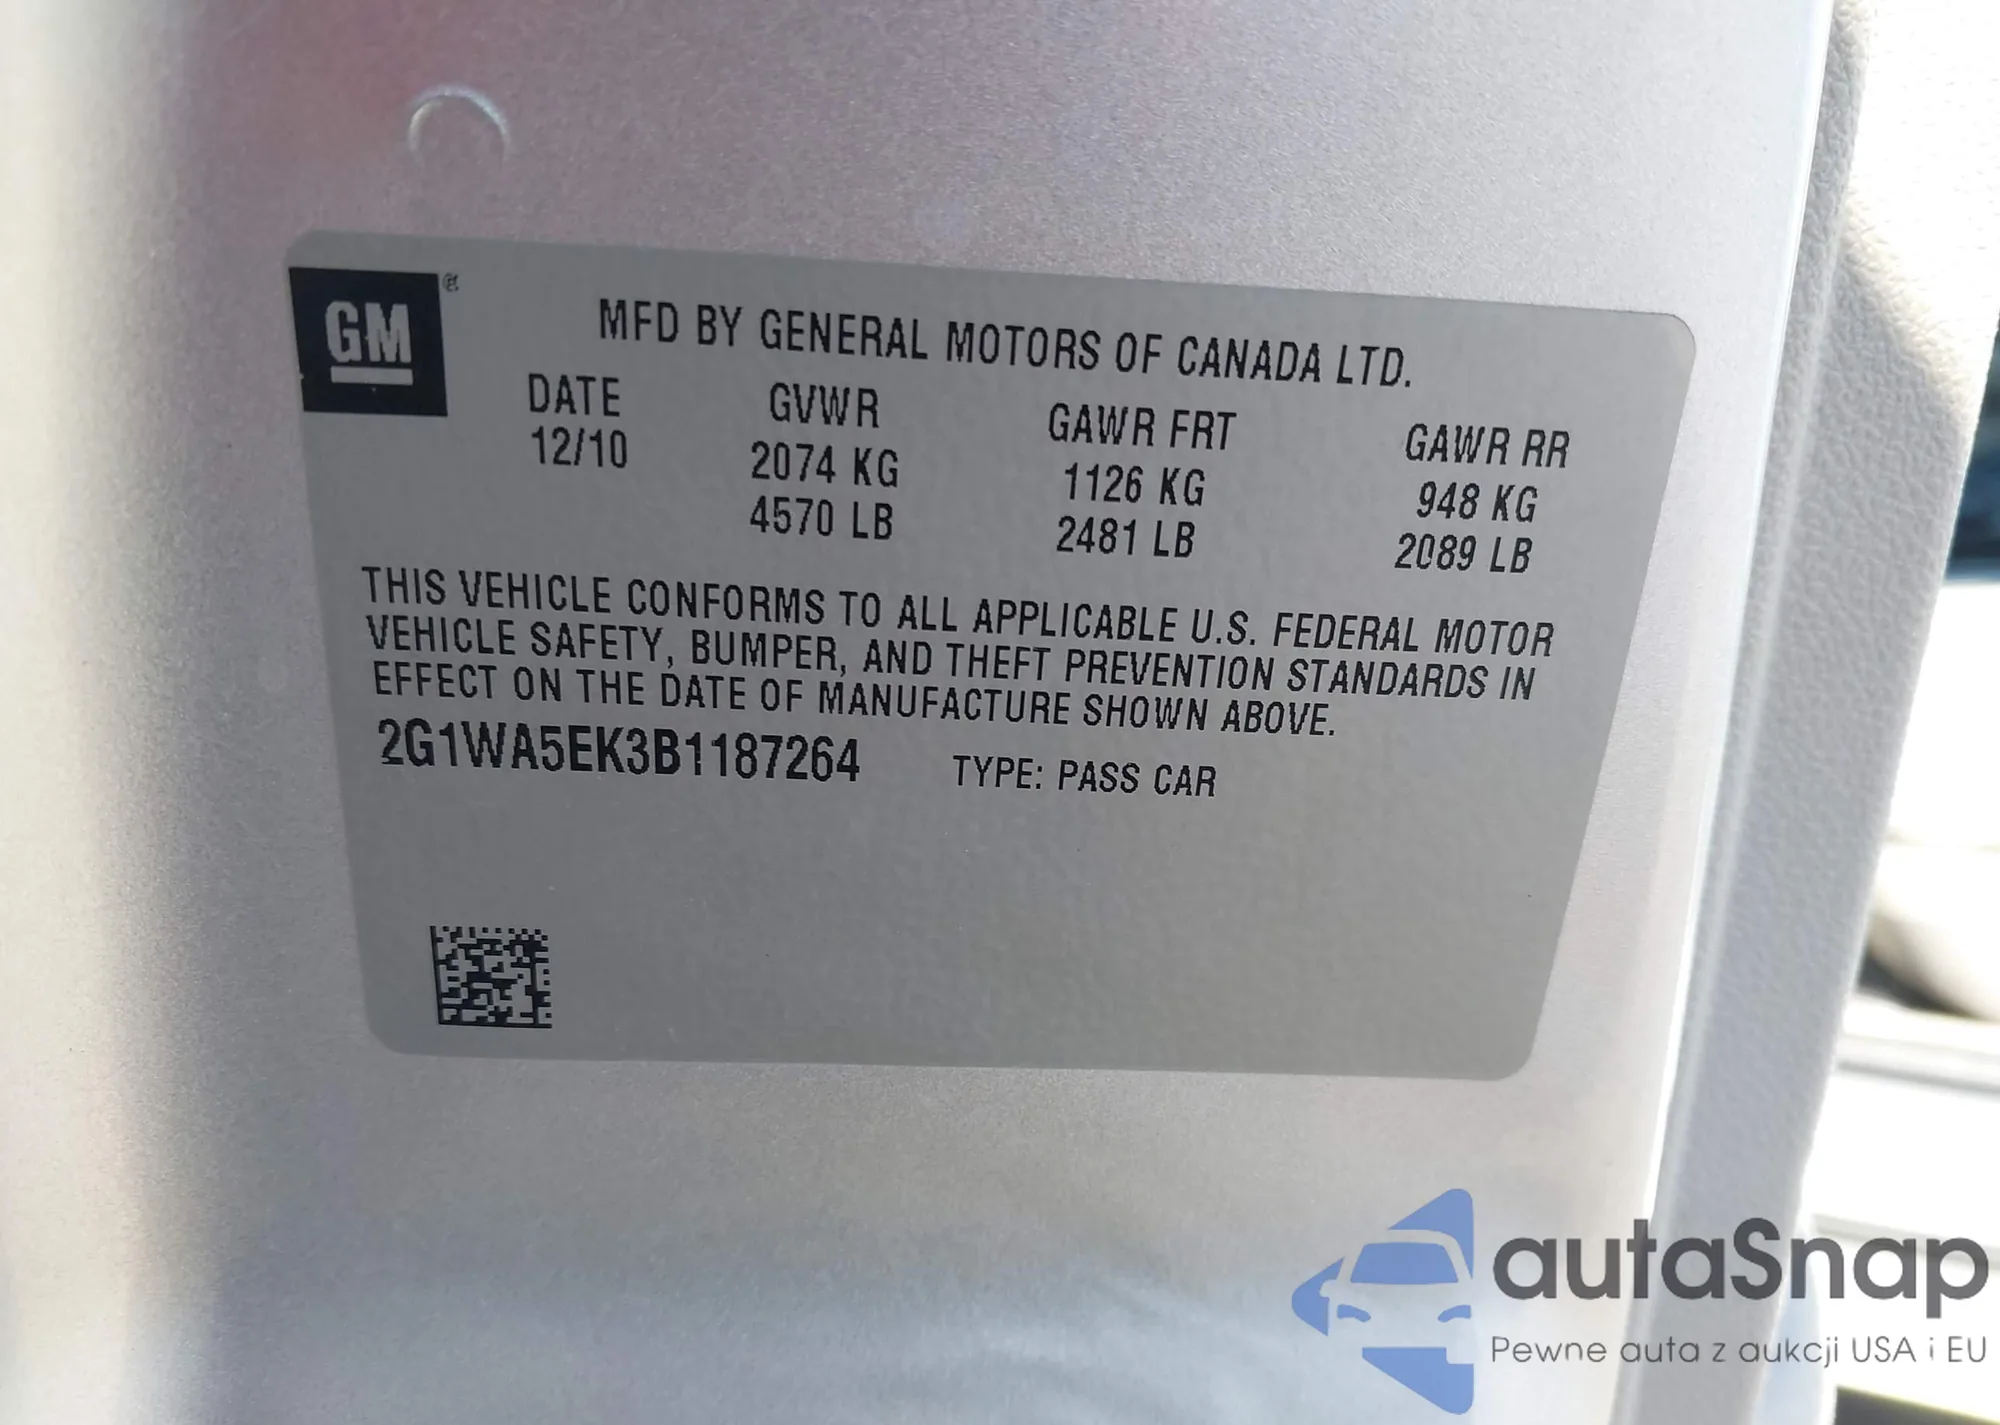 GM ®
MFD BY GENERAL MOTORS OF CANADA LTD.
DATE GVWR GAWR FRT GAWR RR
12/10 2074 KG 1126 KG 948 KG
4570 LB 2481 LB 2089 LB
THIS VEHICLE CONFORMS TO ALL APPLICABLE U.S. FEDERAL MOTOR
VEHICLE SAFETY, BUMPER, AND THEFT PREVENTION STANDARDS IN
EFFECT ON THE DATE OF MANUFACTURE SHOWN ABOVE.
2G1WA5EK3B1187264 TYPE: PASS CAR
autaSnap
Pewne auta z aukcji USA i EU